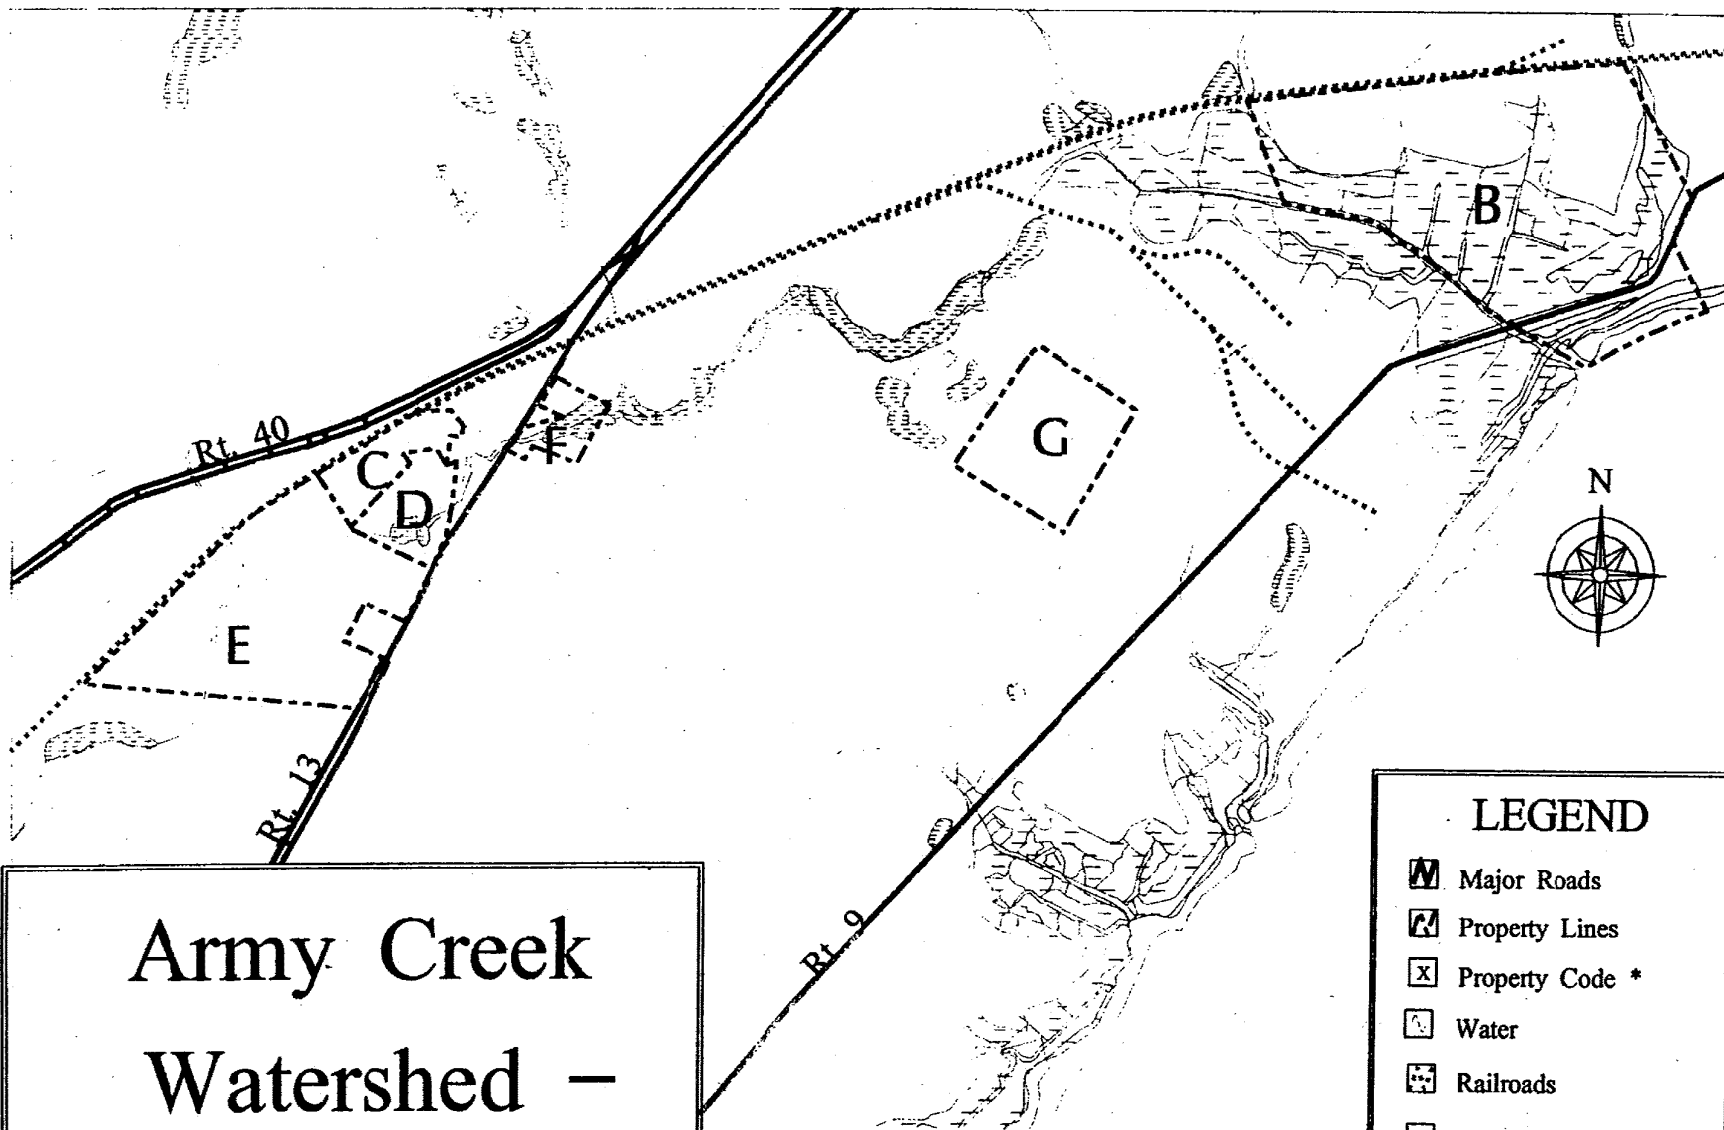 B
Rt. 40
C
F
G
D
N
E
Rt. 13
LEGEND
Major Roads
Property Lines
x Property Code *
Water
Railroads
Rt. 9
Army Creek
Watershed –